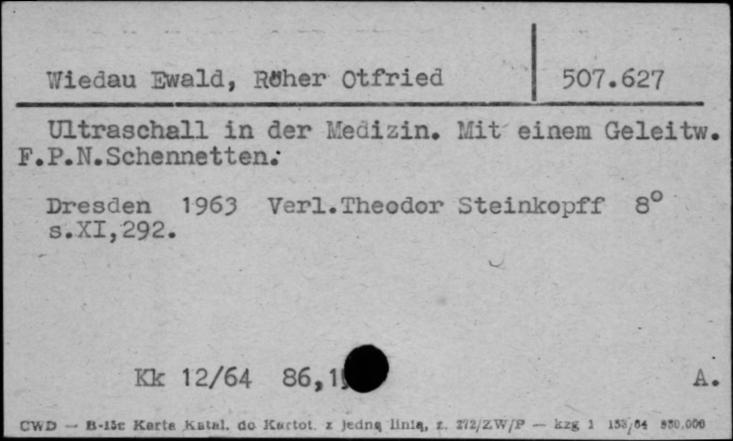 Wiedau Ewald, Röher Otfried 507.627
Ultraschall in der Medizin. Mit einem Geleitw.
F.P.N.Schennetten.
Dresden 1963 Verl.Theodor Steinkopff 8°
s.XI,292.
Kk 12/64 86,1 A.
CWD — B-15c Karta Katal. do Kartot. z jedną linią, z. 272/ZW/P — kzg 1 153/64 930.000